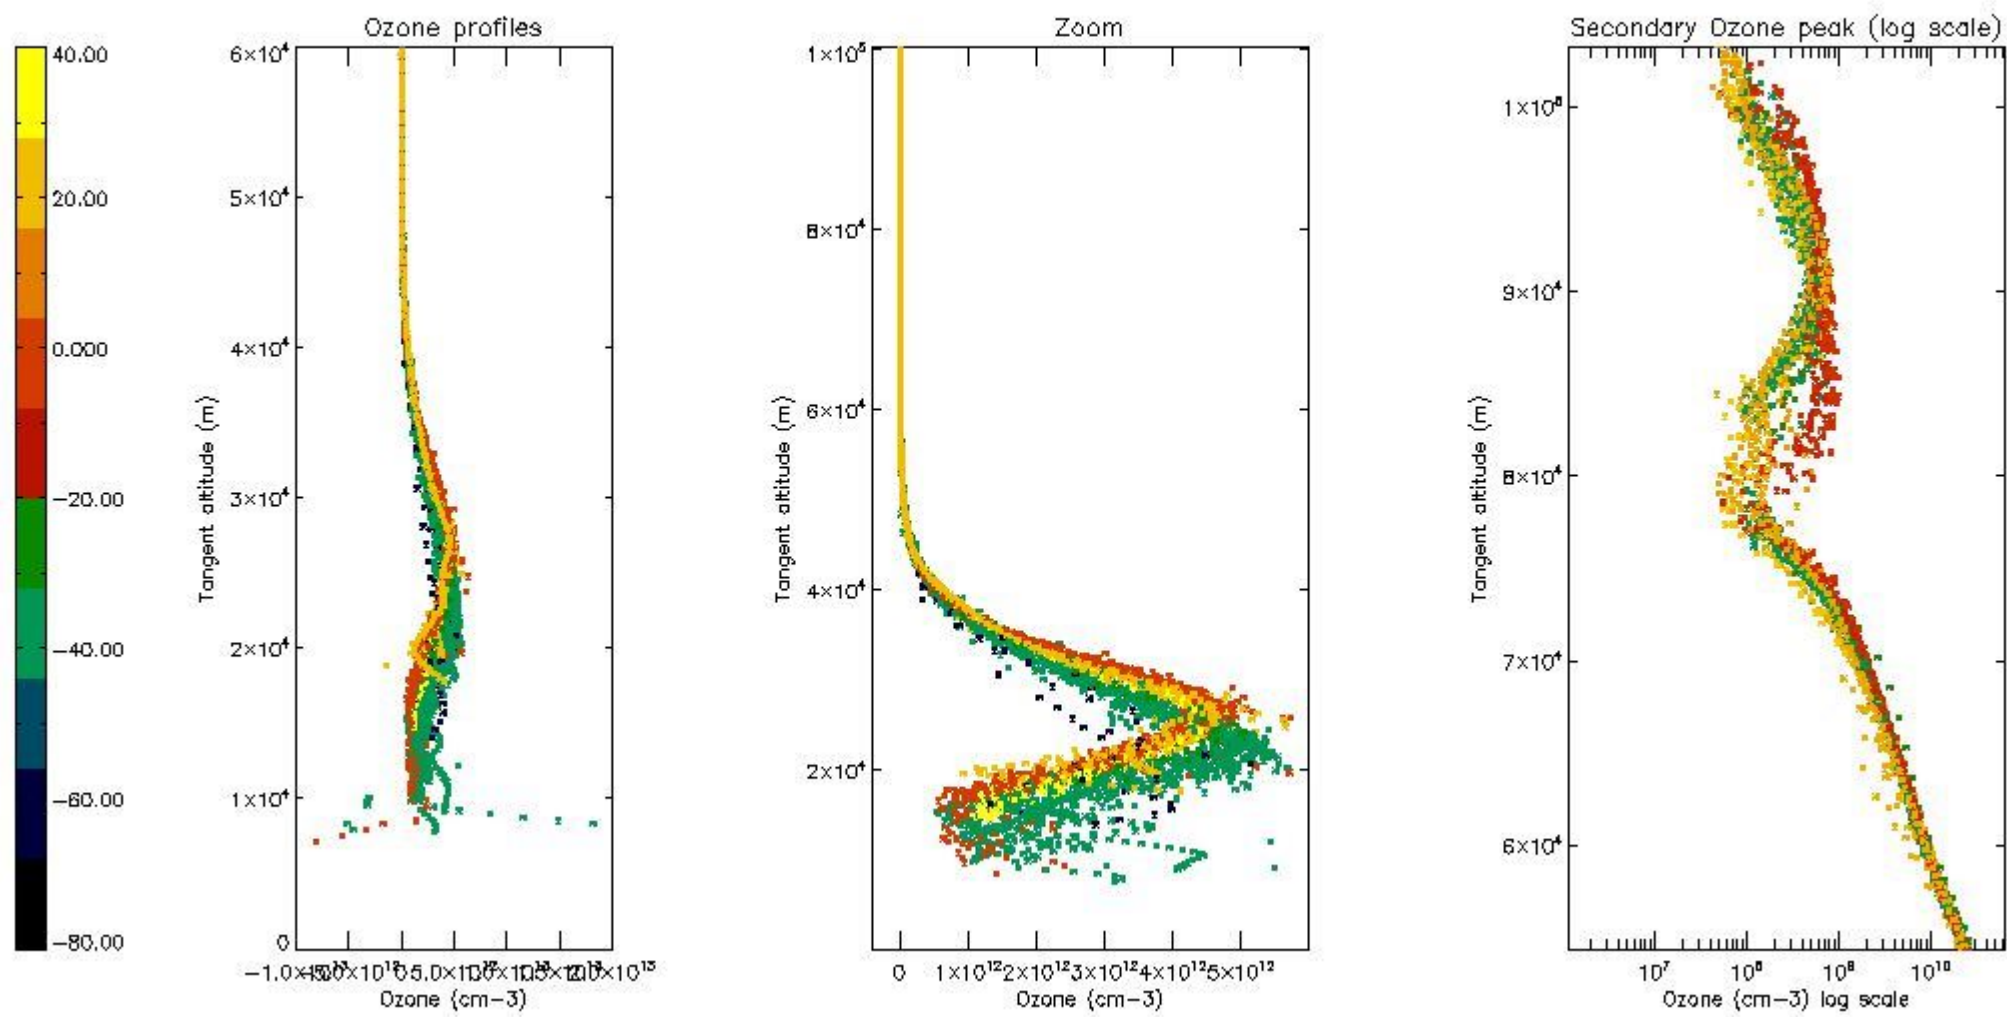 Ozone profiles
Zoom
Secondary Ozone peak (log scale)
40.00
20.00
0.000
−20.00
−40.00
−60.00
−80.00
6×10⁴
5×10⁴
4×10⁴
3×10⁴
2×10⁴
1×10⁴
0
Tangent altitude (m)
Ozone (cm−3)
1×10⁵
8×10⁴
6×10⁴
4×10⁴
2×10⁴
Tangent altitude (m)
0 1×10¹² 2×10¹² 3×10¹² 4×10¹² 5×10¹²
Ozone (cm−3)
9×10⁴
8×10⁴
7×10⁴
6×10⁴
Tangent altitude (m)
10⁷ 10⁸ 10⁹ 10¹⁰
Ozone (cm−3) log scale